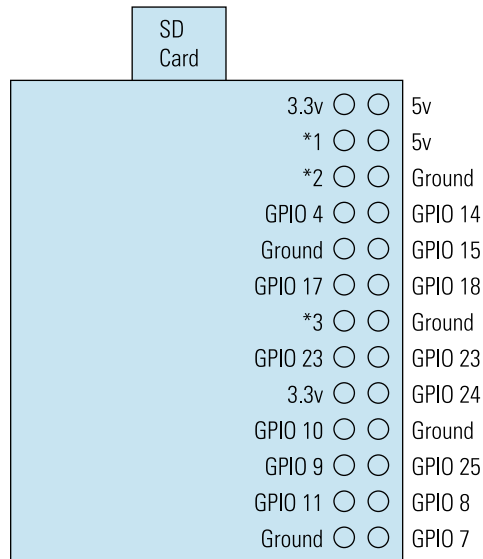 SD
Card
3.3v 5v
*1 5v
*2 Ground
GPIO 4 GPIO 14
Ground GPIO 15
GPIO 17 GPIO 18
*3 Ground
GPIO 23 GPIO 23
3.3v GPIO 24
GPIO 10 Ground
GPIO 9 GPIO 25
GPIO 11 GPIO 8
Ground GPIO 7